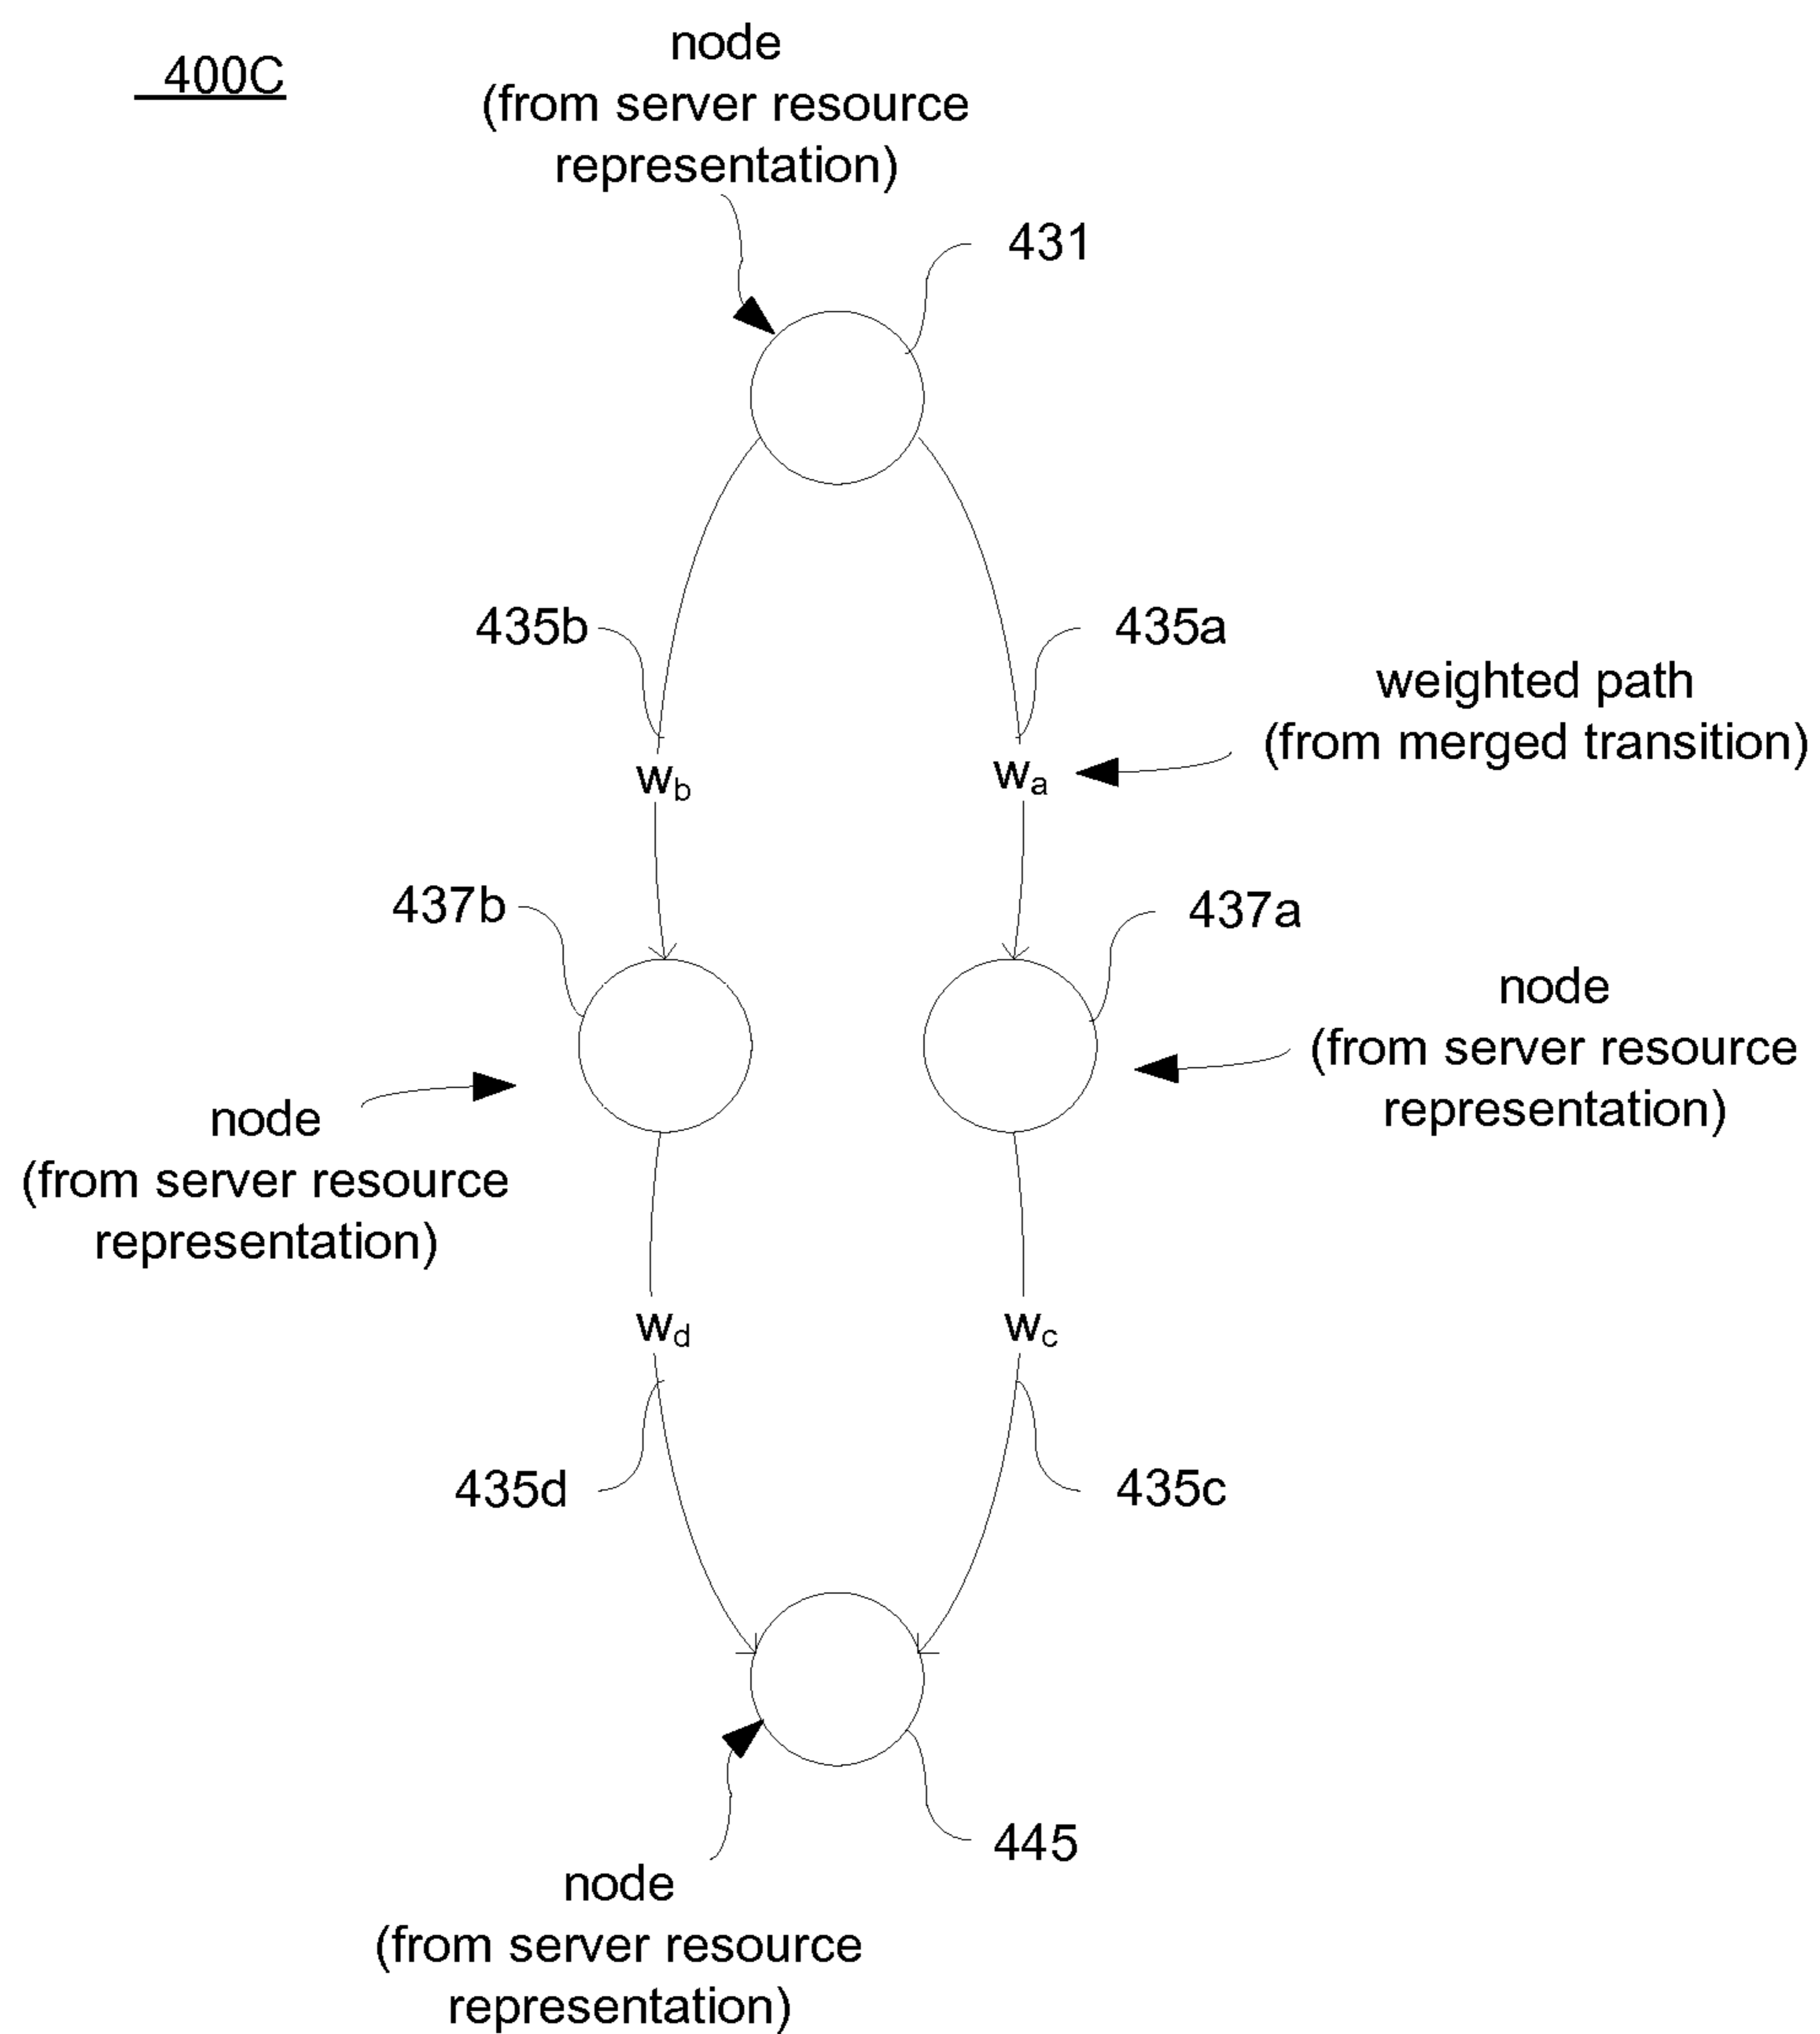 400C
node
(from server resource
representation)
431
435b
435a
weighted path
(from merged transition)
wb
wa
437b
437a
node
(from server resource
representation)
node
(from server resource
representation)
wd
wc
435d
435c
445
node
(from server resource
representation)